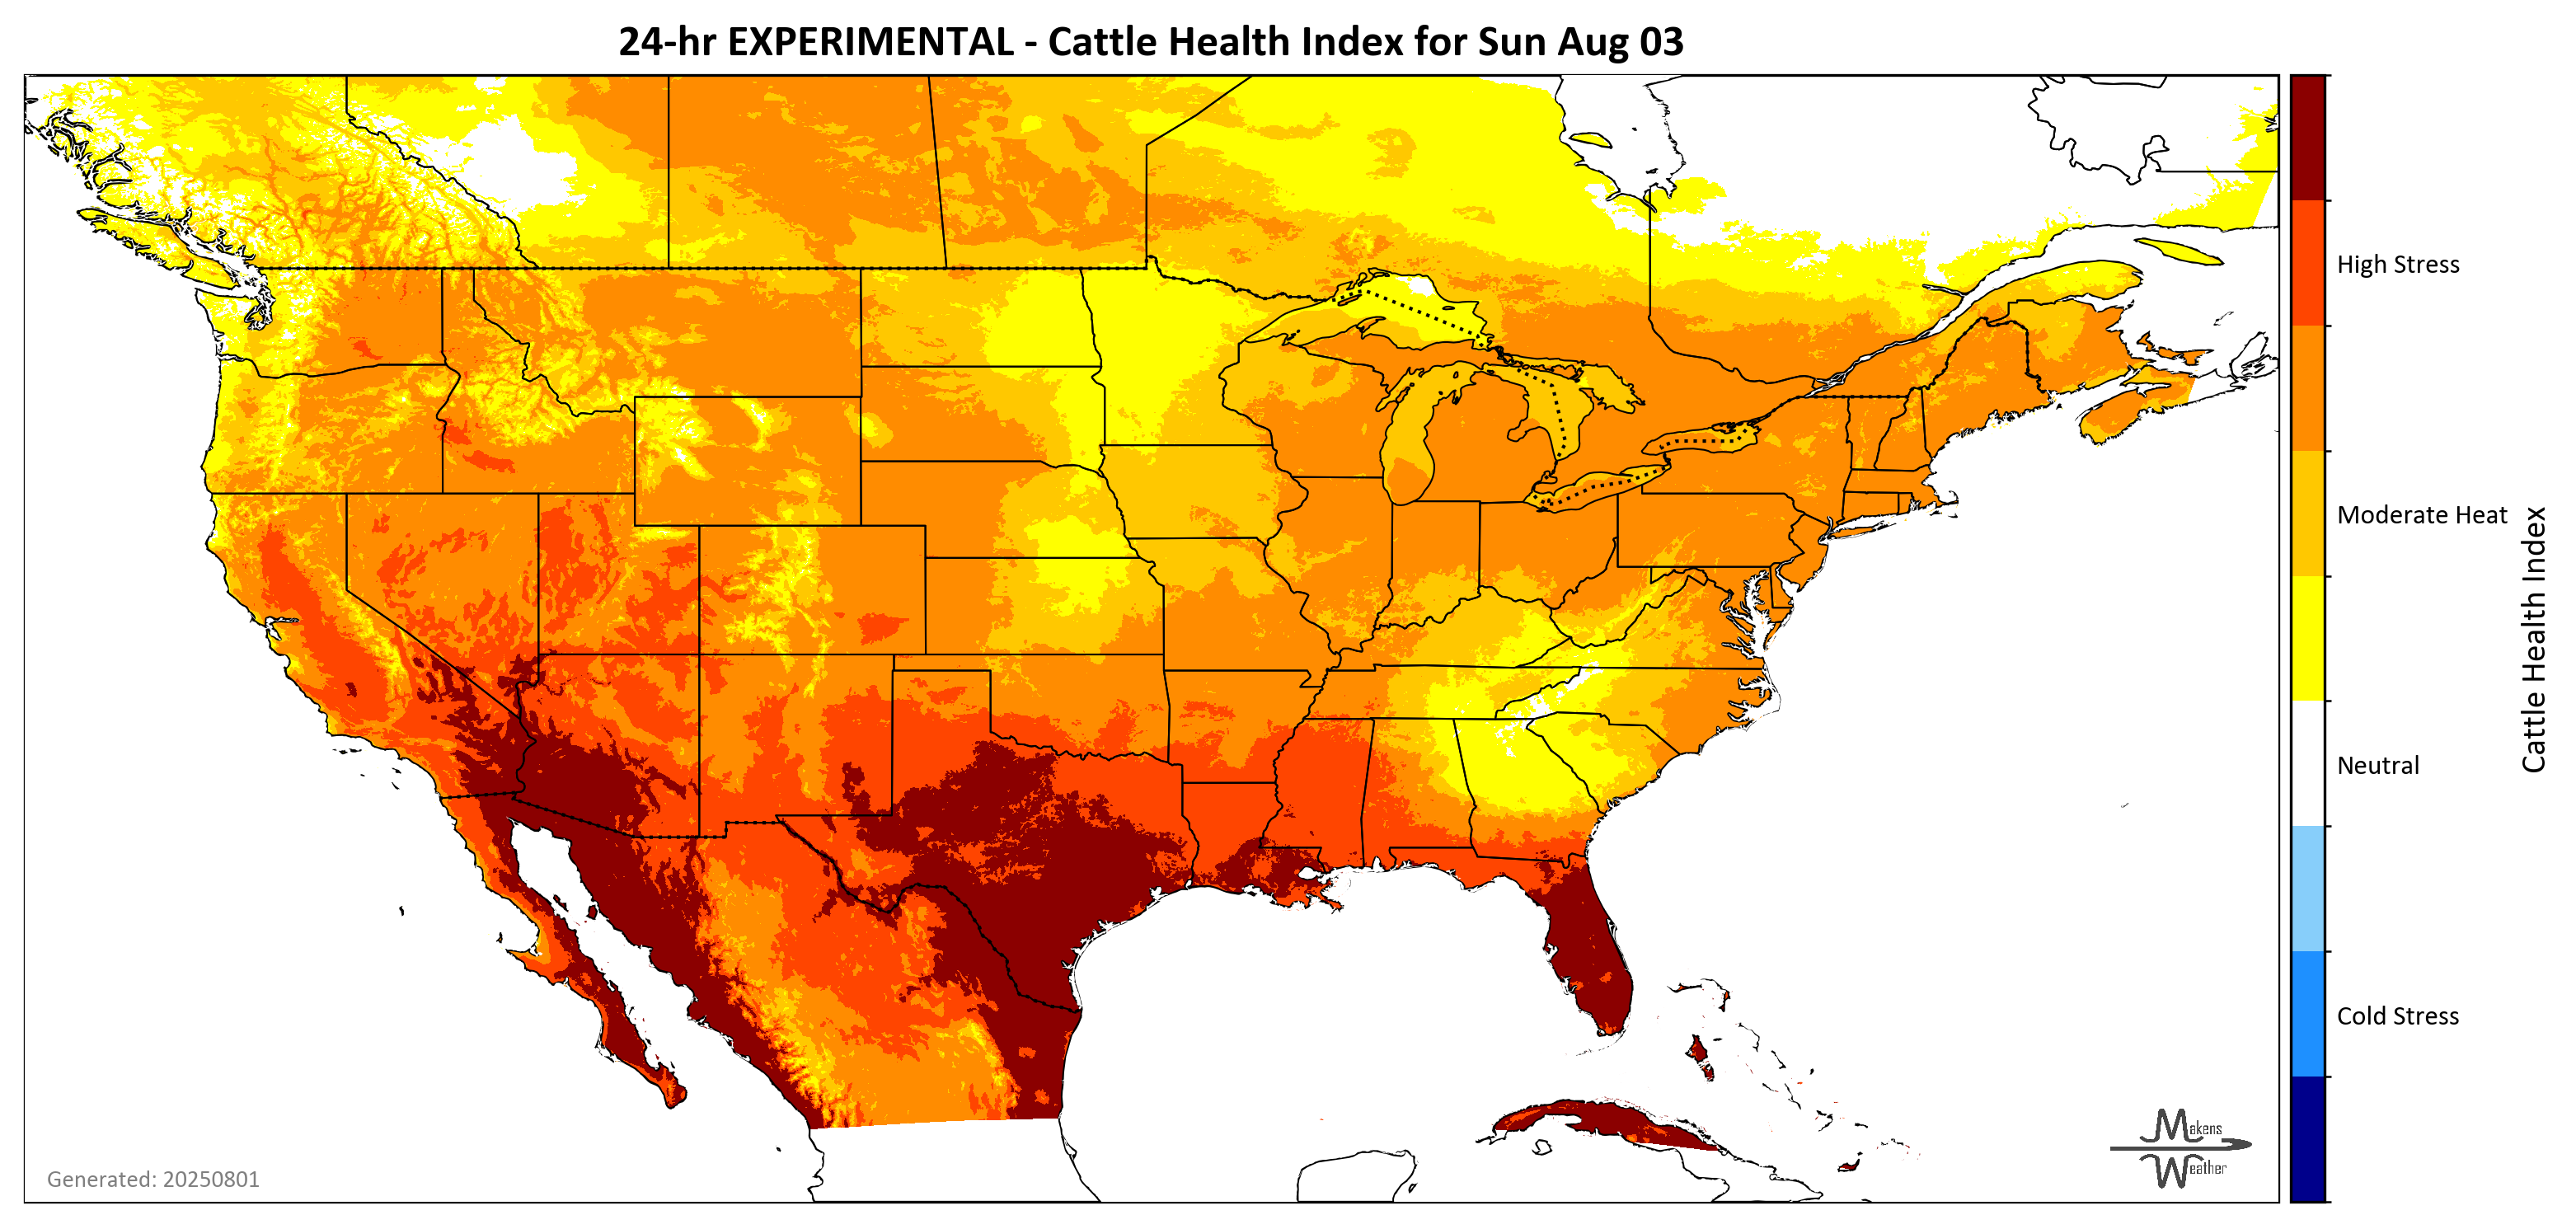 24-hr EXPERIMENTAL - Cattle Health Index for Sun Aug 03
High Stress
Moderate Heat
Neutral
Cold Stress
Cattle Health Index
Generated: 20250801
Makens
Weather